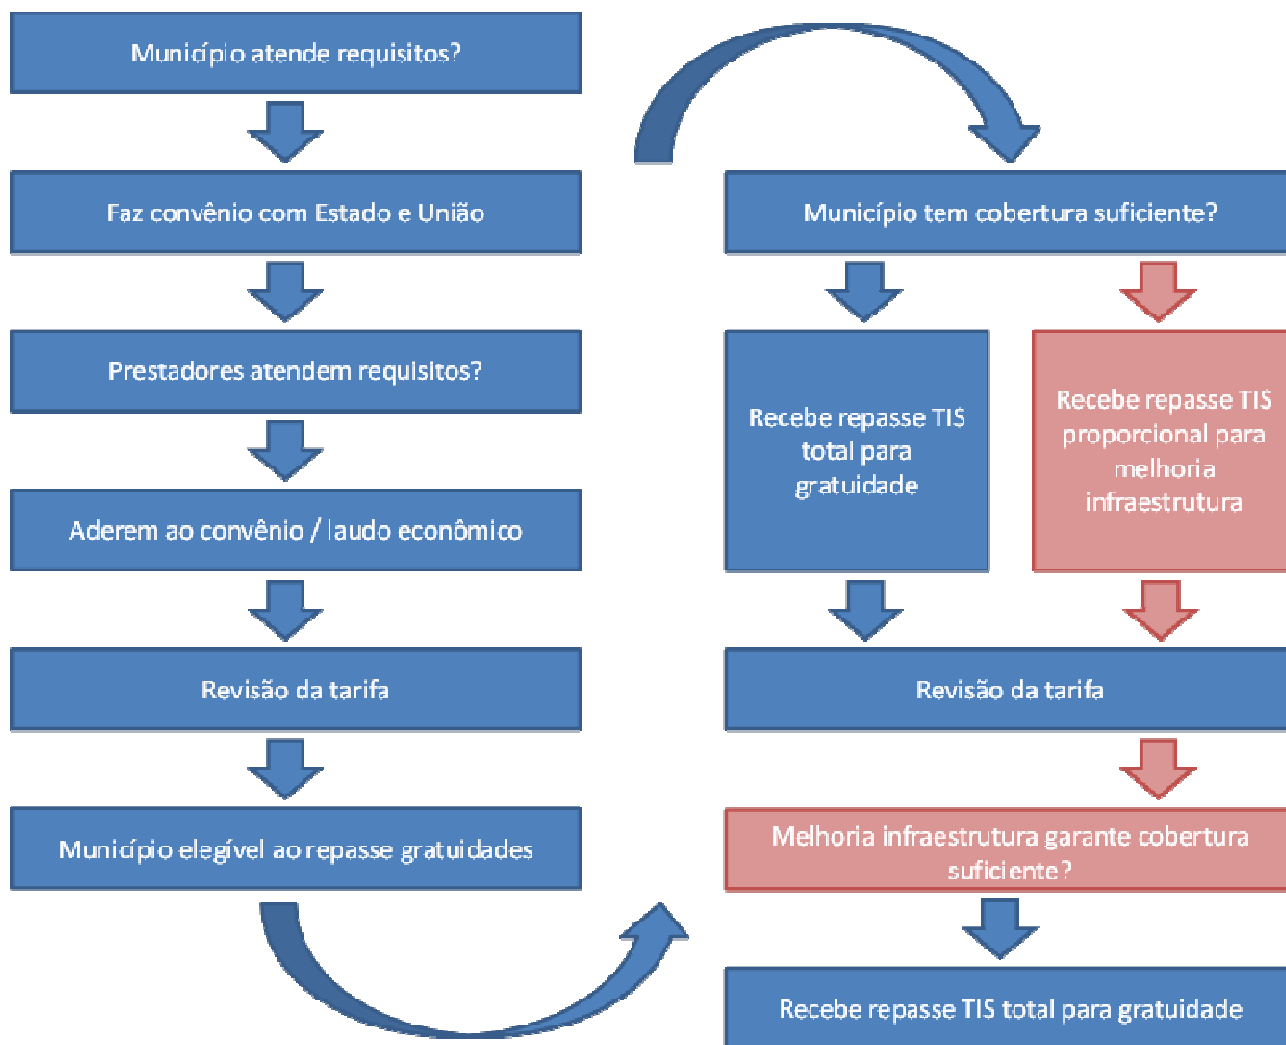 Município atende requisitos?
Faz convênio com Estado e União
Prestadores atendem requisitos?
Aderem ao convênio / laudo econômico
Revisão da tarifa
Município elegível ao repasse gratuidades
Município tem cobertura suficiente?
Recebe repasse TIS
total para
gratuidade
Recebe repasse TIS
proporcional para
melhoria
infraestrutura
Revisão da tarifa
Melhoria infraestrutura garante cobertura
suficiente?
Recebe repasse TIS total para gratuidade